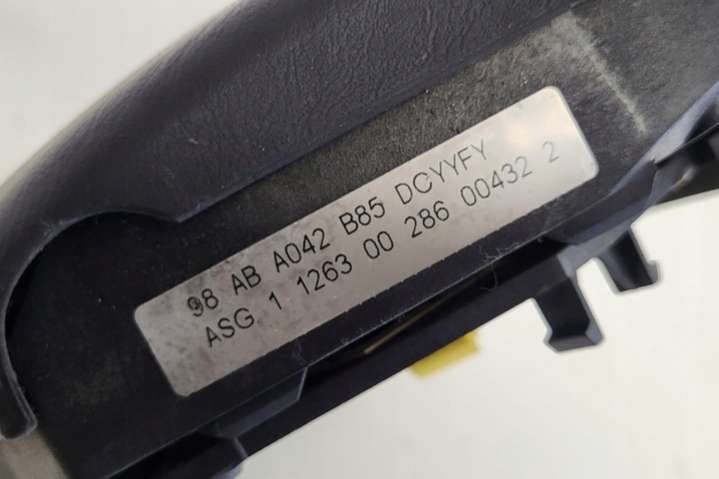 98 AB A042 B85 DCYYFY
ASG 1 1263 00 286 00432 2